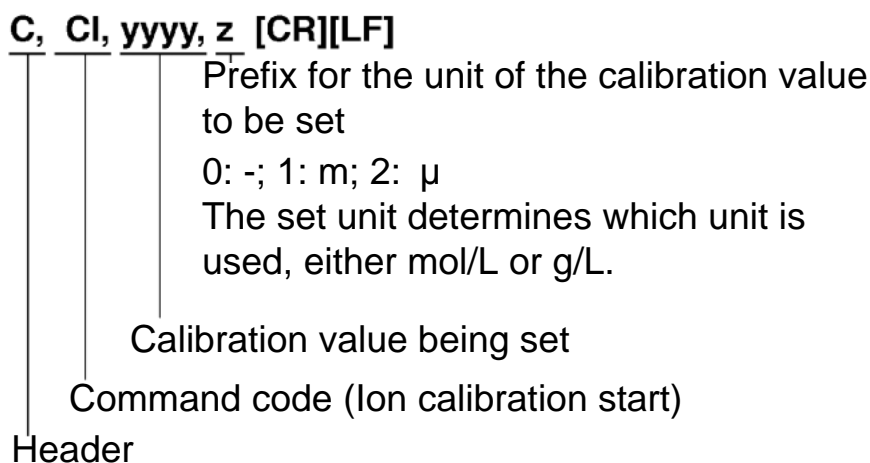 C, CI, yyyy, z [CR][LF]
Prefix for the unit of the calibration value
to be set
0: -; 1: m; 2: μ
The set unit determines which unit is
used, either mol/L or g/L.
Calibration value being set
Command code (Ion calibration start)
Header